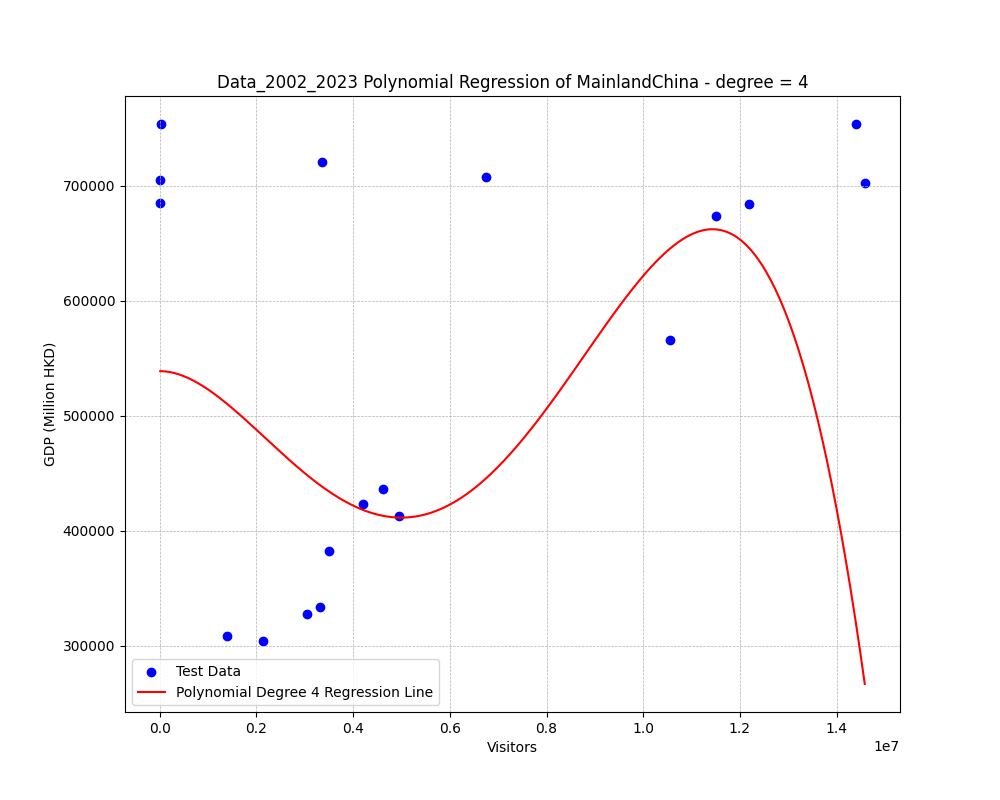 Data_2002_2023 Polynomial Regression of MainlandChina - degree = 4
GDP (Million HKD)
700000
600000
500000
400000
300000
Test Data
Polynomial Degree 4 Regression Line
0.0 0.2 0.4 0.6 0.8 1.0 1.2 1.4
Visitors
1e7